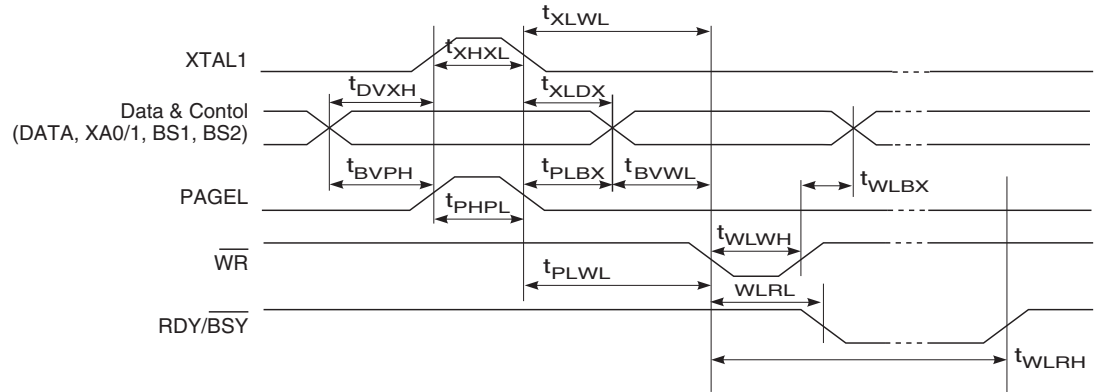 tXLWL
XTAL1
tXHXL
tDVXH
tXLDX
Data & Contol
(DATA, XA0/1, BS1, BS2)
tBVPH
tPLBX
tBVWL
tWLBX
PAGEL
tPHPL
tWLWH
WR
tPLWL
WLRL
RDY/BSY
tWLRH